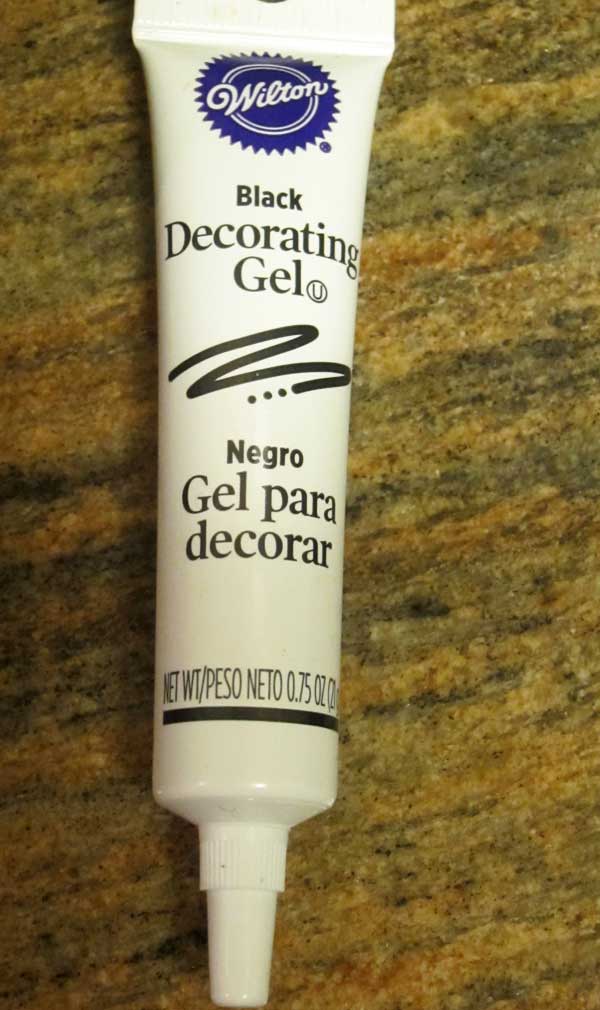 Wilton
Black
Decorating
Gel Ⓤ
Negro
Gel para
decorar
NET WT/PESO NETO 0.75 OZ